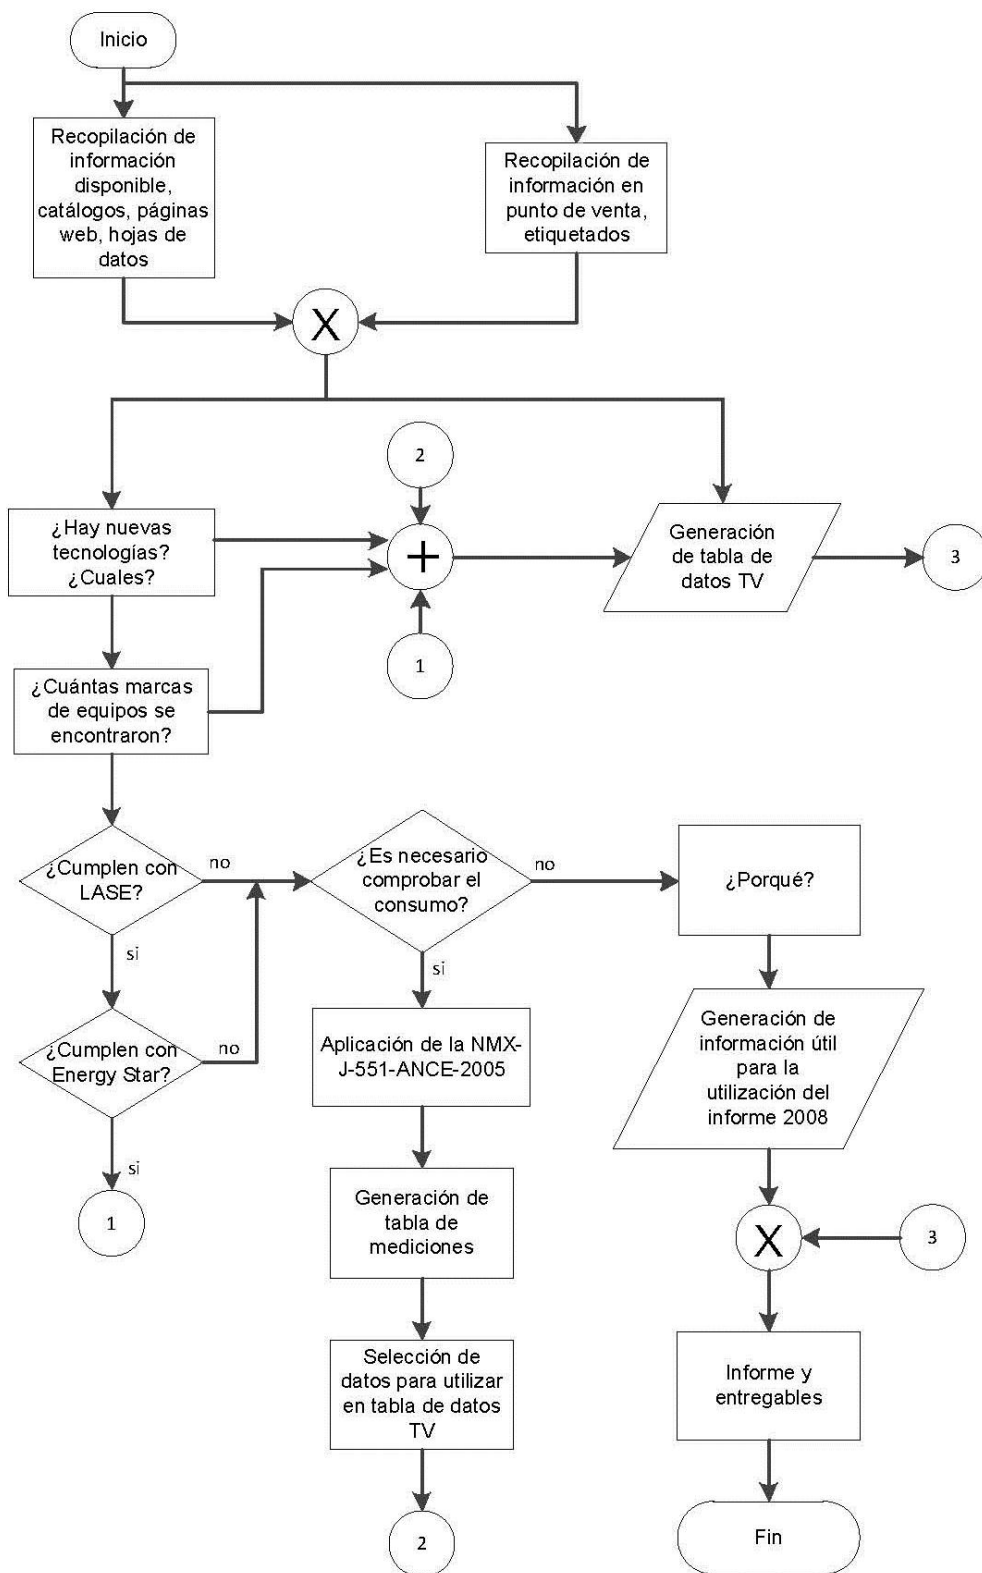 Inicio
Recopilación de
información
disponible,
catálogos, páginas
web, hojas de
datos
Recopilación de
información en
punto de venta,
etiquetados
X
2
¿Hay nuevas
tecnologías?
¿Cuales?
+
Generación
de tabla de
datos TV
3
1
¿Cuántas marcas
de equipos se
encontraron?
¿Cumplen con
LASE?
no
¿Es necesario
comprobar el
consumo?
no
¿Porqué?
si
si
¿Cumplen con
Energy Star?
no
Aplicación de la NMX-
J-551-ANCE-2005
Generación de
información útil
para la
utilización del
informe 2008
si
1
Generación de
tabla de
mediciones
X
3
Selección de
datos para utilizar
en tabla de datos
TV
Informe y
entregables
2
Fin